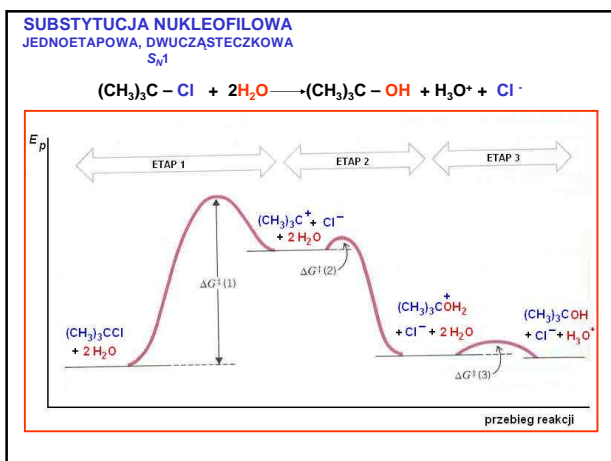 SUBSTYTUCJA NUKLEOFILOWA
JEDNOETAPOWA, DWUCZĄSTECZKOWA
S_N1
(CH₃)₃C – Cl + 2H₂O ⟶ (CH₃)₃C – OH + H₃O⁺ + Cl⁻
E_p
ETAP 1
ETAP 2
ETAP 3
(CH₃)₃CCl
+ 2 H₂O
ΔG‡(1)
(CH₃)₃C⁺ + Cl⁻
+ 2 H₂O
ΔG‡(2)
(CH₃)₃COH₂⁺
+ Cl⁻ + 2 H₂O
ΔG‡(3)
(CH₃)₃COH
+ Cl⁻ + H₃O⁺
przebieg reakcji